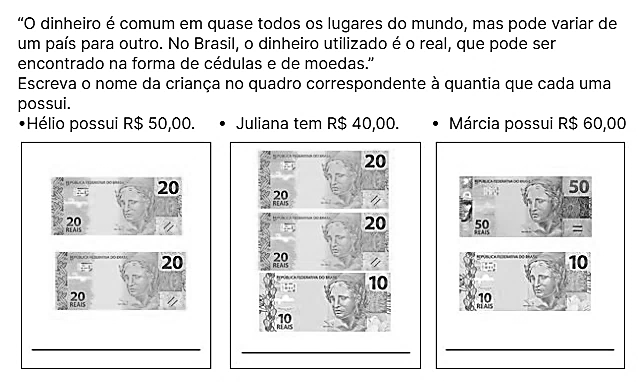 “O dinheiro é comum em quase todos os lugares do mundo, mas pode variar de
um país para outro. No Brasil, o dinheiro utilizado é o real, que pode ser
encontrado na forma de cédulas e de moedas.”
Escreva o nome da criança no quadro correspondente à quantia que cada uma
possui.
•Hélio possui R$ 50,00. • Juliana tem R$ 40,00. • Márcia possui R$ 60,00
REPÚBLICA FEDERATIVA DO BRASIL
20
20
REAIS
REPÚBLICA FEDERATIVA DO BRASIL
20
20
REAIS
REPÚBLICA FEDERATIVA DO BRASIL
20
20
REAIS
REPÚBLICA FEDERATIVA DO BRASIL
20
20
REAIS
REPÚBLICA FEDERATIVA DO BRASIL
10
10
REAIS
REPÚBLICA FEDERATIVA DO BRASIL
50
50
REAIS
REPÚBLICA FEDERATIVA DO BRASIL
10
10
REAIS